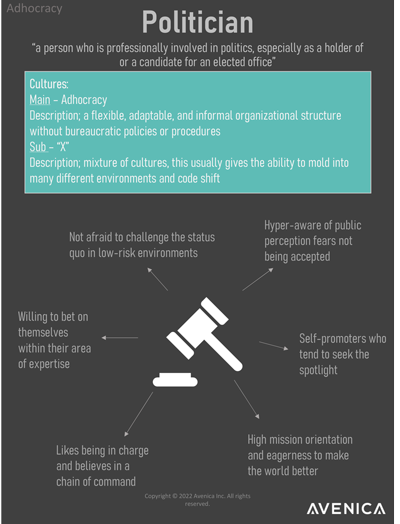 Adhocracy
Politician
“a person who is professionally involved in politics, especially as a holder of
or a candidate for an elected office”
Cultures:
Main – Adhocracy
Description; a flexible, adaptable, and informal organizational structure
without bureaucratic policies or procedures
Sub – “X”
Description; mixture of cultures, this usually gives the ability to mold into
many different environments and code shift
Not afraid to challenge the status
quo in low-risk environments
Hyper-aware of public
perception fears not
being accepted
Willing to bet on
themselves
within their area
of expertise
Self-promoters who
tend to seek the
spotlight
Likes being in charge
and believes in a
chain of command
High mission orientation
and eagerness to make
the world better
Copyright © 2022 Avenica Inc. All rights
reserved.
AVENICA